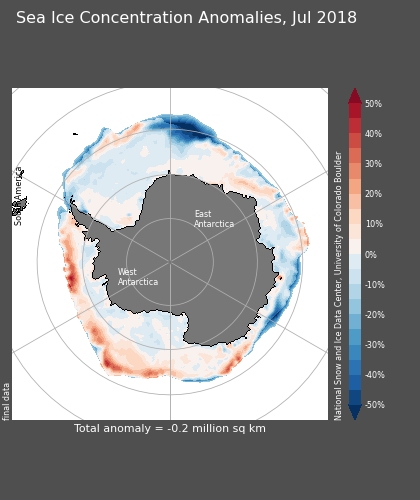 Sea Ice Concentration Anomalies, Jul 2018
South America
East
Antarctica
West
Antarctica
final data
National Snow and Ice Data Center, University of Colorado Boulder
50%
40%
30%
20%
10%
0%
-10%
-20%
-30%
-40%
-50%
Total anomaly = -0.2 million sq km